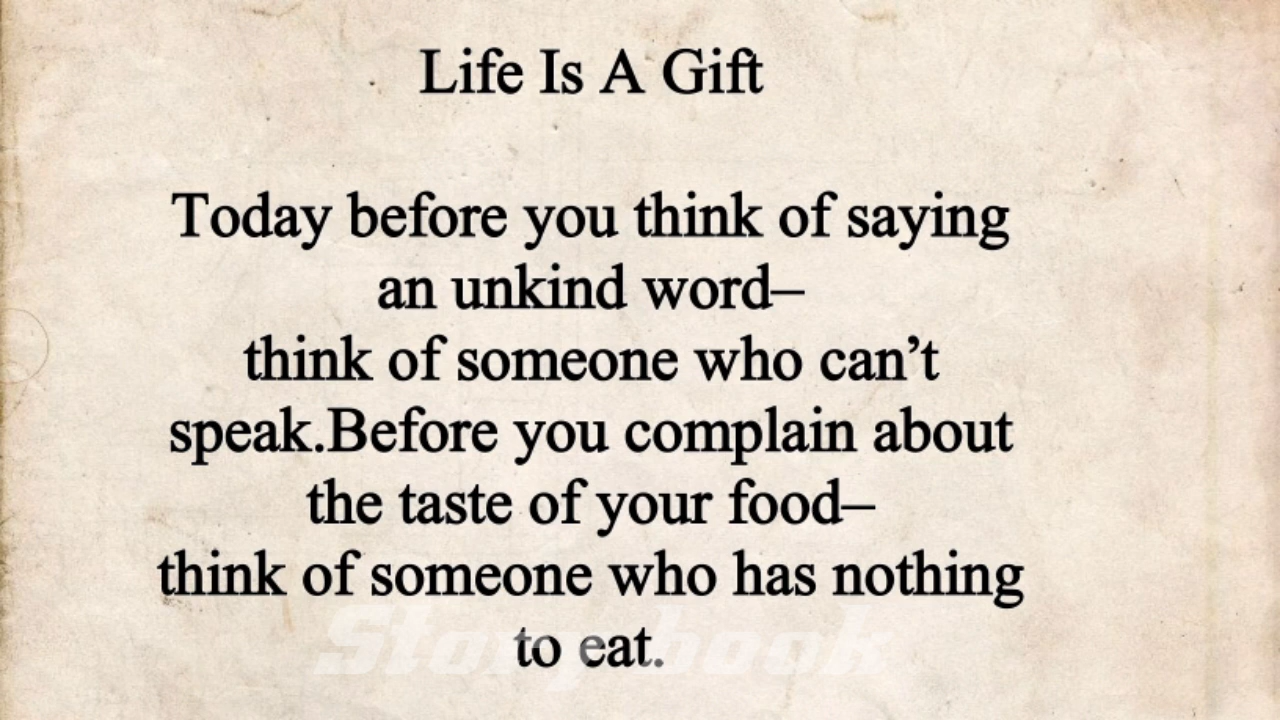 Life Is A Gift
Today before you think of saying
an unkind word–
think of someone who can’t
speak.Before you complain about
the taste of your food–
think of someone who has nothing
to eat.
Storybook